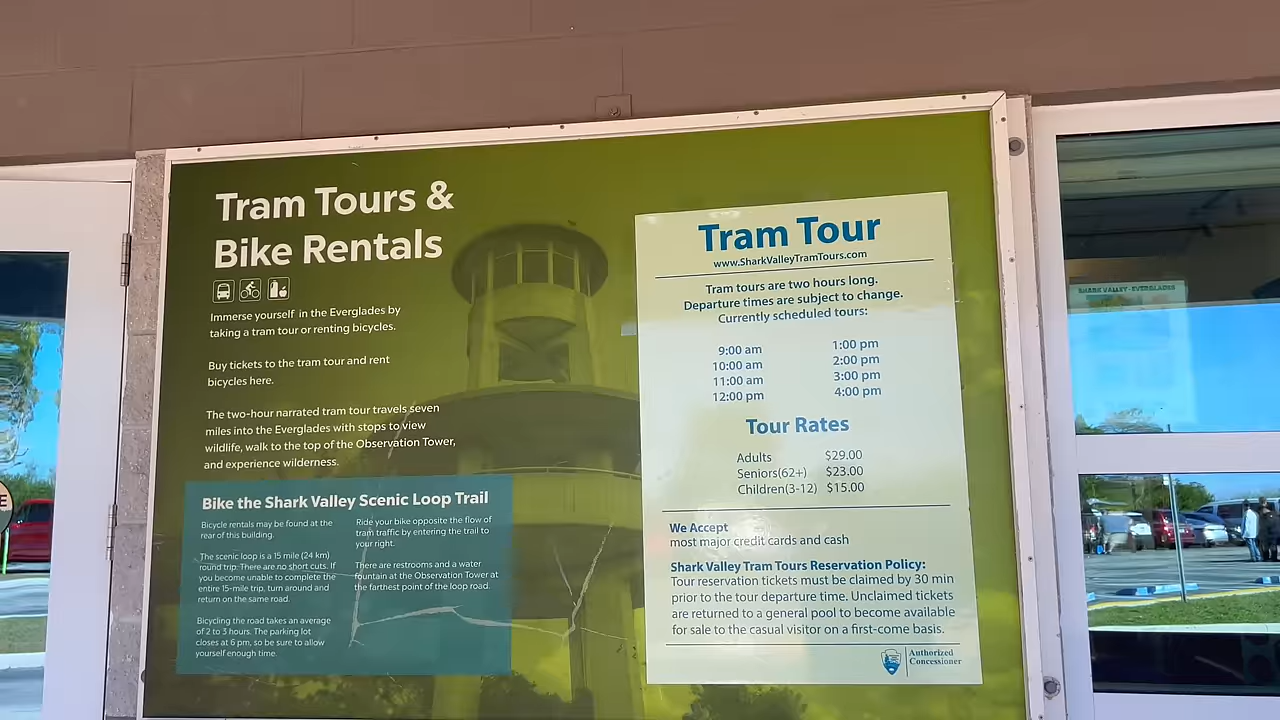 Tram Tours &
Bike Rentals
Immerse yourself in the Everglades by
taking a tram tour or renting bicycles.
Buy tickets to the tram tour and rent
bicycles here.
The two-hour narrated tram tour travels seven
miles into the Everglades with stops to view
wildlife, walk to the top of the Observation Tower,
and experience wilderness.
Bike the Shark Valley Scenic Loop Trail
Bicycle rentals may be found at the
rear of this building.
The scenic loop is a 15 mile (24 km)
round trip. There are no short cuts. If
you become unable to complete the
entire 15-mile trip, turn around and
return on the same road.
Bicycling the road takes an average
of 2 to 3 hours. The parking lot
closes at 6 pm, so be sure to allow
yourself enough time.
Ride your bike opposite the flow of
tram traffic by entering the trail to
your right.
There are restrooms and a water
fountain at the Observation Tower at
the farthest point of the loop road.
Tram Tour
www.SharkValleyTramTours.com
Tram tours are two hours long.
Departure times are subject to change.
Currently scheduled tours:
9:00 am 1:00 pm
10:00 am 2:00 pm
11:00 am 3:00 pm
12:00 pm 4:00 pm
Tour Rates
Adults $29.00
Seniors(62+) $23.00
Children(3-12) $15.00
We Accept
most major credit cards and cash
Shark Valley Tram Tours Reservation Policy:
Tour reservation tickets must be claimed by 30 min
prior to the tour departure time. Unclaimed tickets
are returned to a general pool to become available
for sale to the casual visitor on a first-come basis.
Authorized
Concessioner
SHARK VALLEY - EVERGLADES
E